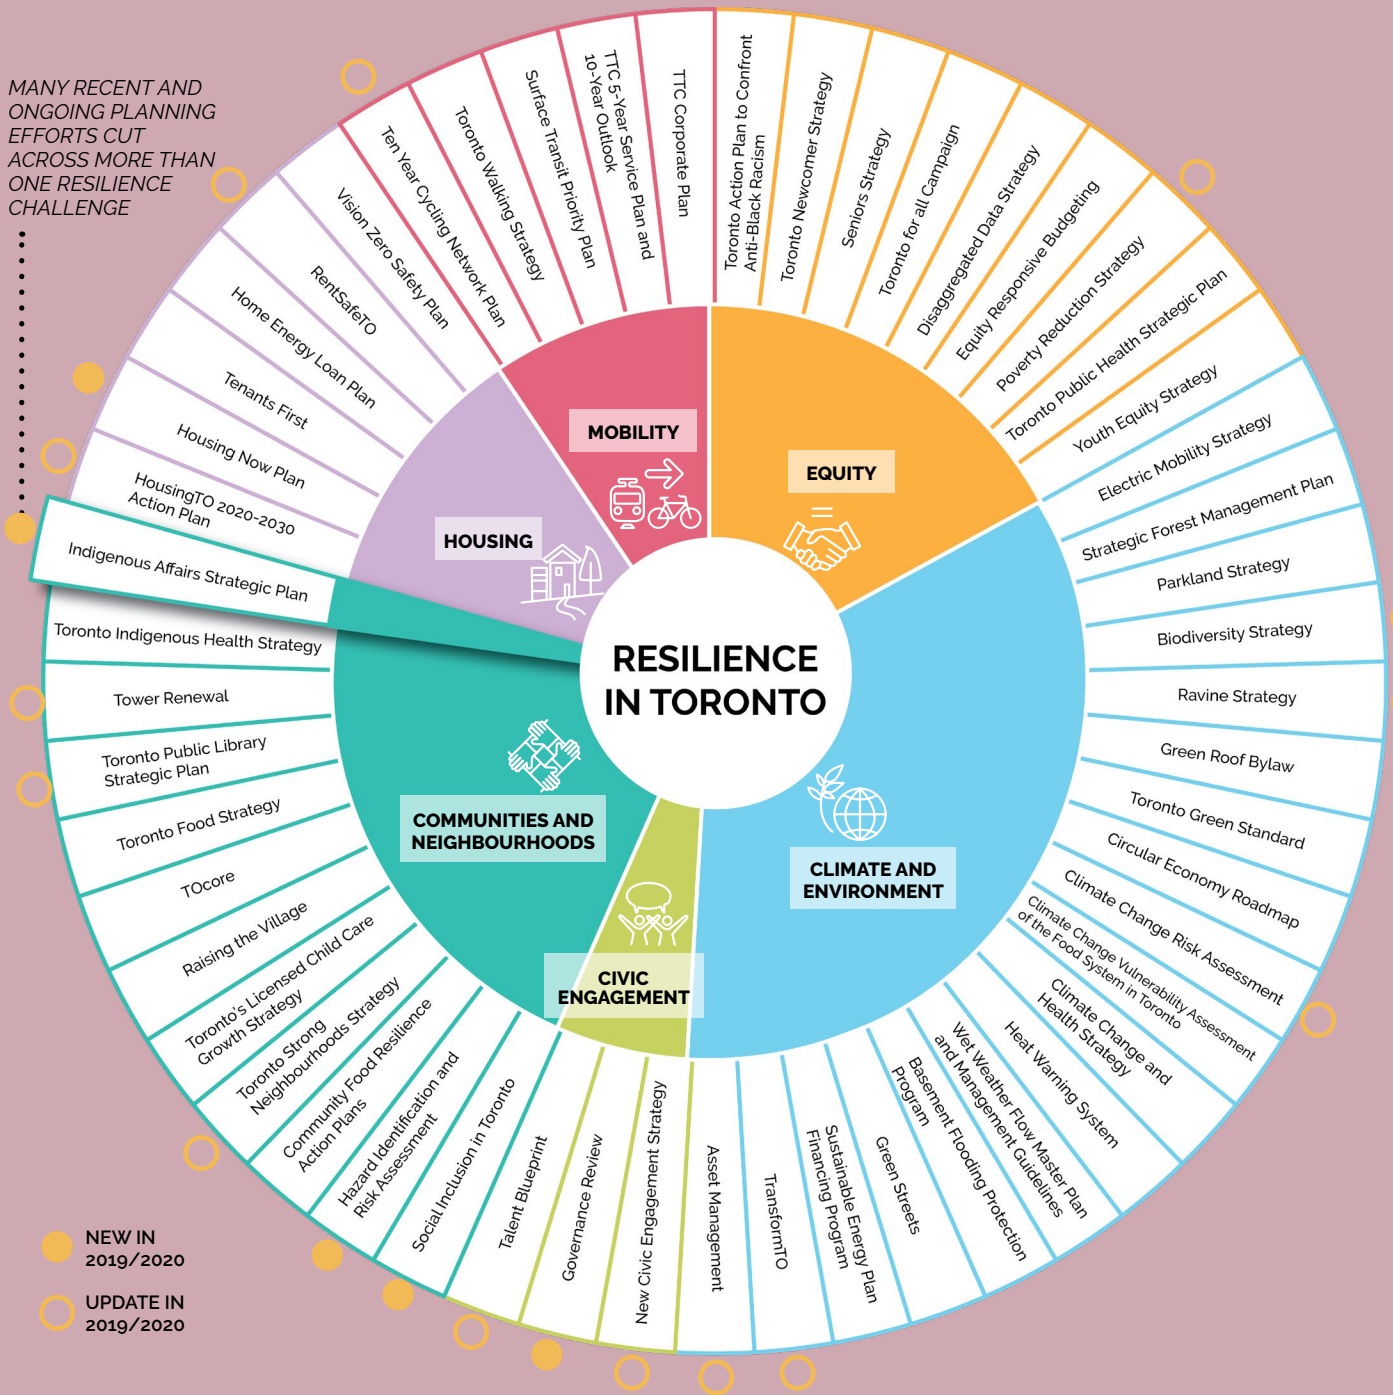 MANY RECENT AND
ONGOING PLANNING
EFFORTS CUT
ACROSS MORE THAN
ONE RESILIENCE
CHALLENGE
RESILIENCE
IN TORONTO
MOBILITY
Ten Year Cycling Network Plan
Toronto Walking Strategy
Surface Transit Priority Plan
TTC 5-Year Service Plan and
10-Year Outlook
TTC Corporate Plan
EQUITY
Toronto Action Plan to Confront
Anti-Black Racism
Toronto Newcomer Strategy
Seniors Strategy
Toronto for all Campaign
Disaggregated Data Strategy
Equity Responsive Budgeting
Poverty Reduction Strategy
Toronto Public Health Strategic Plan
Youth Equity Strategy
CLIMATE AND
ENVIRONMENT
Electric Mobility Strategy
Strategic Forest Management Plan
Parkland Strategy
Biodiversity Strategy
Ravine Strategy
Green Roof Bylaw
Toronto Green Standard
Circular Economy Roadmap
Climate Change Risk Assessment
Climate Change Vulnerability Assessment
of the Food System in Toronto
Climate Change and
Health Strategy
Heat Warning System
Wet Weather Flow Master Plan
and Management Guidelines
Basement Flooding Protection
Program
Green Streets
Sustainable Energy Plan
Financing Program
TransformTO
Asset Management
CIVIC
ENGAGEMENT
New Civic Engagement Strategy
Governance Review
Talent Blueprint
COMMUNITIES AND
NEIGHBOURHOODS
Social Inclusion in Toronto
Hazard Identification and
Risk Assessment
Community Food Resilience
Action Plans
Toronto Strong
Neighbourhoods Strategy
Toronto's Licensed Child Care
Growth Strategy
Raising the Village
TOcore
Toronto Food Strategy
Toronto Public Library
Strategic Plan
Tower Renewal
Toronto Indigenous Health Strategy
Indigenous Affairs Strategic Plan
HOUSING
HousingTO 2020-2030
Action Plan
Housing Now Plan
Tenants First
Home Energy Loan Plan
RentSafeTO
Vision Zero Safety Plan
NEW IN
2019/2020
UPDATE IN
2019/2020